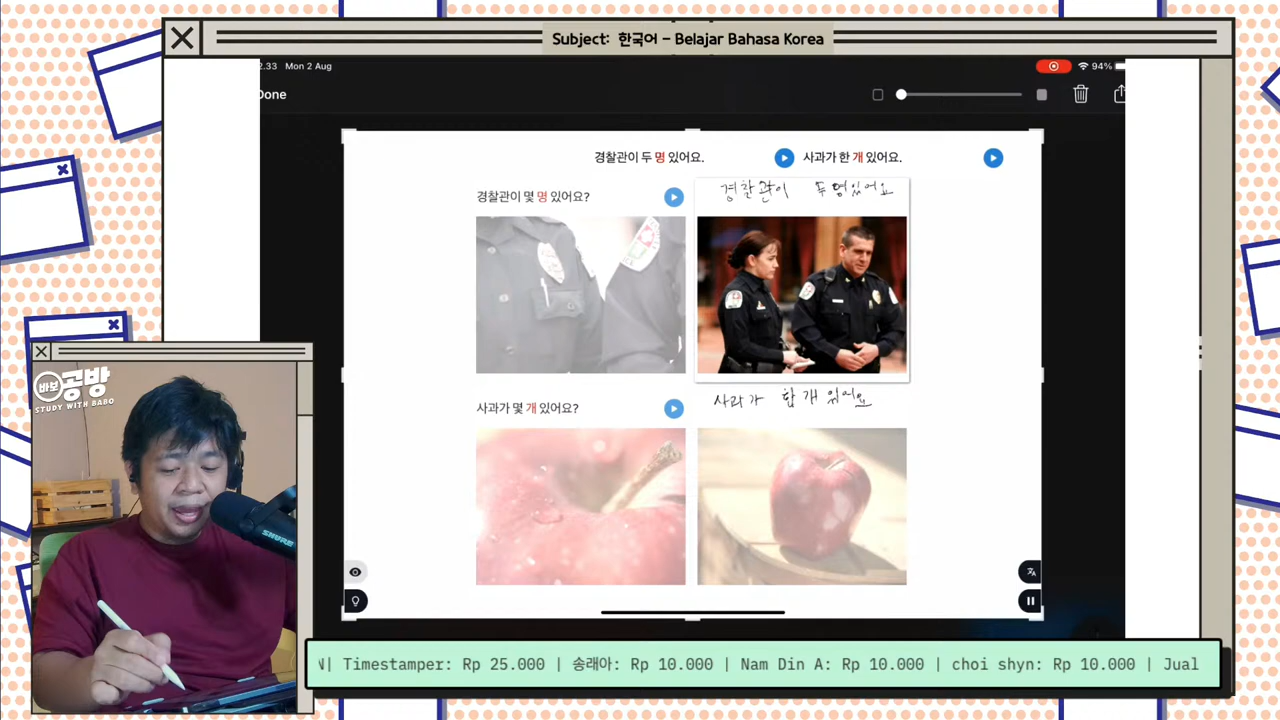 Subject: 한국어 – Belajar Bahasa Korea
2.33 Mon 2 Aug
94%
Done
경찰관이 두 명 있어요.
사과가 한 개 있어요.
경찰관이 몇 명 있어요?
경찰관이 두 명있어요
사과가 몇 개 있어요?
사과가 합 개 있어요
바보 공방
STUDY WITH BABO
SHURE
N| Timestamper: Rp 25.000 | 송래아: Rp 10.000 | Nam Din A: Rp 10.000 | choi shyn: Rp 10.000 | Jual